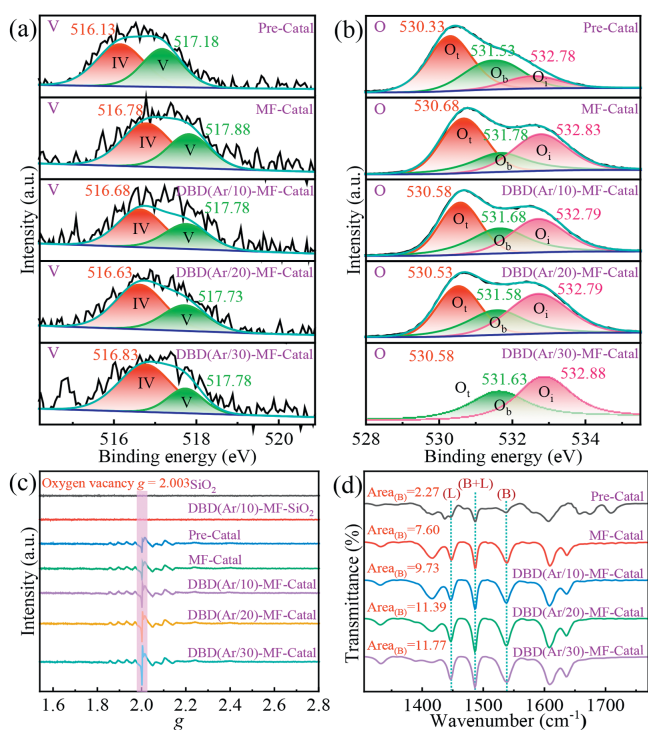 (a)
V
516.13
517.18
Pre-Catal
IV
V
V
516.78
517.88
MF-Catal
IV
V
V
516.68
DBD(Ar/10)-MF-Catal
517.78
IV
V
V
516.63
DBD(Ar/20)-MF-Catal
517.73
IV
V
V
516.83
DBD(Ar/30)-MF-Catal
517.78
IV
V
Intensity (a.u.)
516 518 520
Binding energy (eV)
(b)
O
530.33
Pre-Catal
531.53
532.78
Ot
Ob
Oi
O
530.68
MF-Catal
531.78
532.83
Ot
Ob
Oi
O
530.58
DBD(Ar/10)-MF-Catal
531.68
532.79
Ot
Ob
Oi
O
530.53
DBD(Ar/20)-MF-Catal
531.58
532.79
Ot
Ob
Oi
O
530.58
DBD(Ar/30)-MF-Catal
531.63
532.88
Ot
Ob
Oi
Intensity (a.u.)
528 530 532 534
Binding energy (eV)
(c)
Oxygen vacancy g = 2.003
SiO2
DBD(Ar/10)-MF-SiO2
Pre-Catal
MF-Catal
DBD(Ar/10)-MF-Catal
DBD(Ar/20)-MF-Catal
DBD(Ar/30)-MF-Catal
Intensity (a.u.)
1.6 2.0 2.4 2.8
g
(d)
(L)
(B+L)
(B)
Area(B)=2.27
Pre-Catal
Area(B)=7.60
MF-Catal
Area(B)=9.73
DBD(Ar/10)-MF-Catal
Area(B)=11.39
DBD(Ar/20)-MF-Catal
Area(B)=11.77
DBD(Ar/30)-MF-Catal
Transmittance (%)
1400 1500 1600 1700
Wavenumber (cm⁻¹)